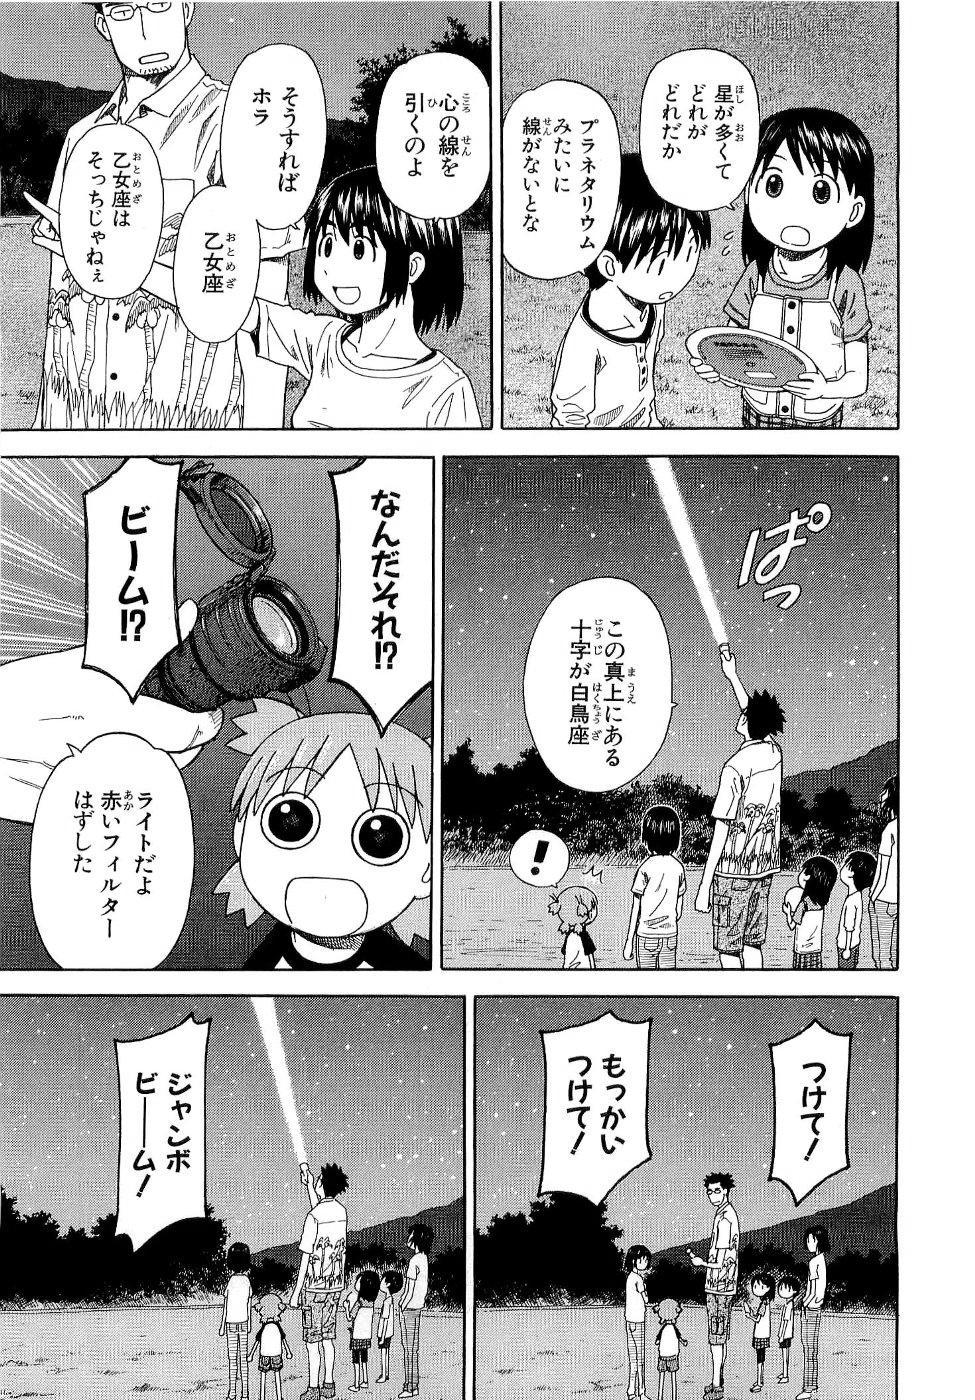 星が多くて
どれが
どれだか
プラネタリウム
みたいに
線がないとな
心の線を
引くのよ
そうすれば
ホラ
乙女座
乙女座は
そっちじゃねぇ
ぱっ
この真上にある
十字が白鳥座
!
なんだそれ!?
ビーム!?
ライトだよ
赤いフィルター
はずした
つけて!
もっかい
つけて!
ジャンボ
ビーーム!